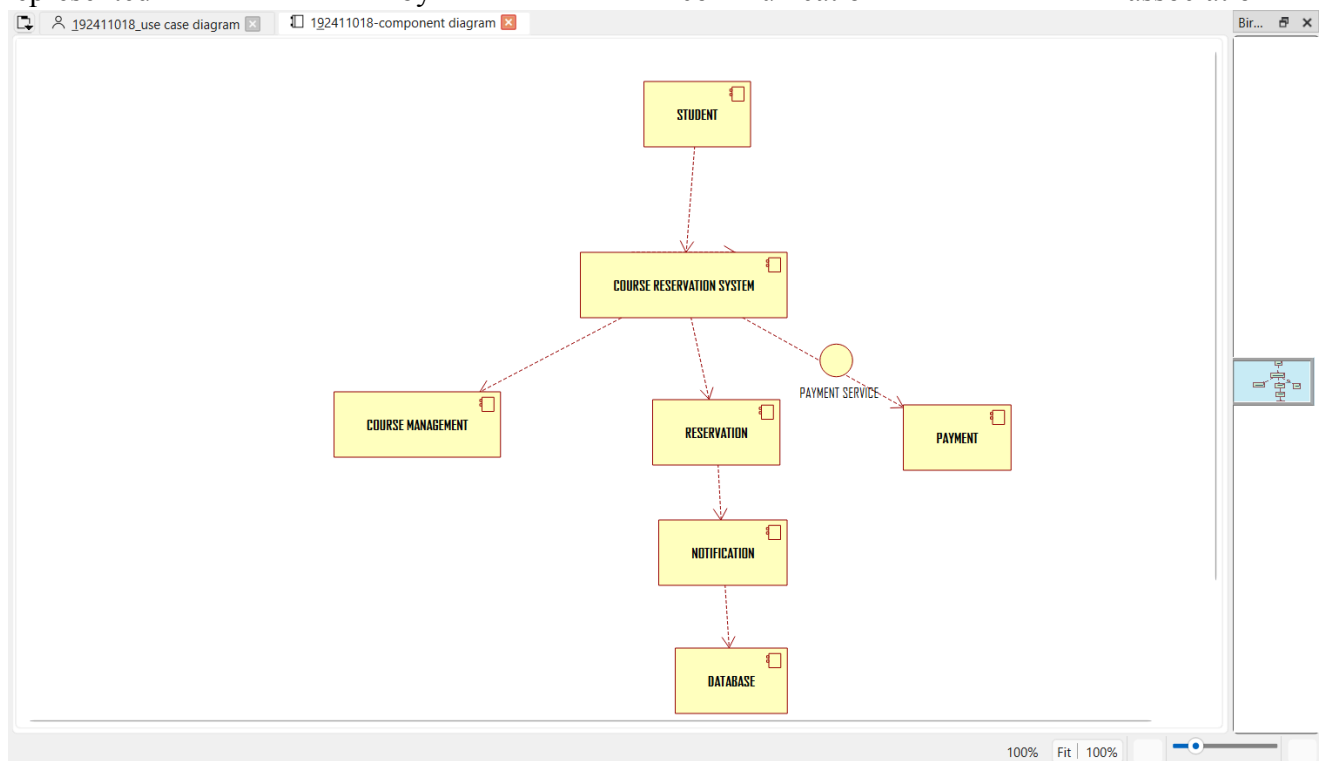 192411018_use case diagram
192411018-component diagram
Bir...
STUDENT
COURSE RESERVATION SYSTEM
PAYMENT SERVICE
COURSE MANAGEMENT
RESERVATION
PAYMENT
NOTIFICATION
DATABASE
100% Fit 100%